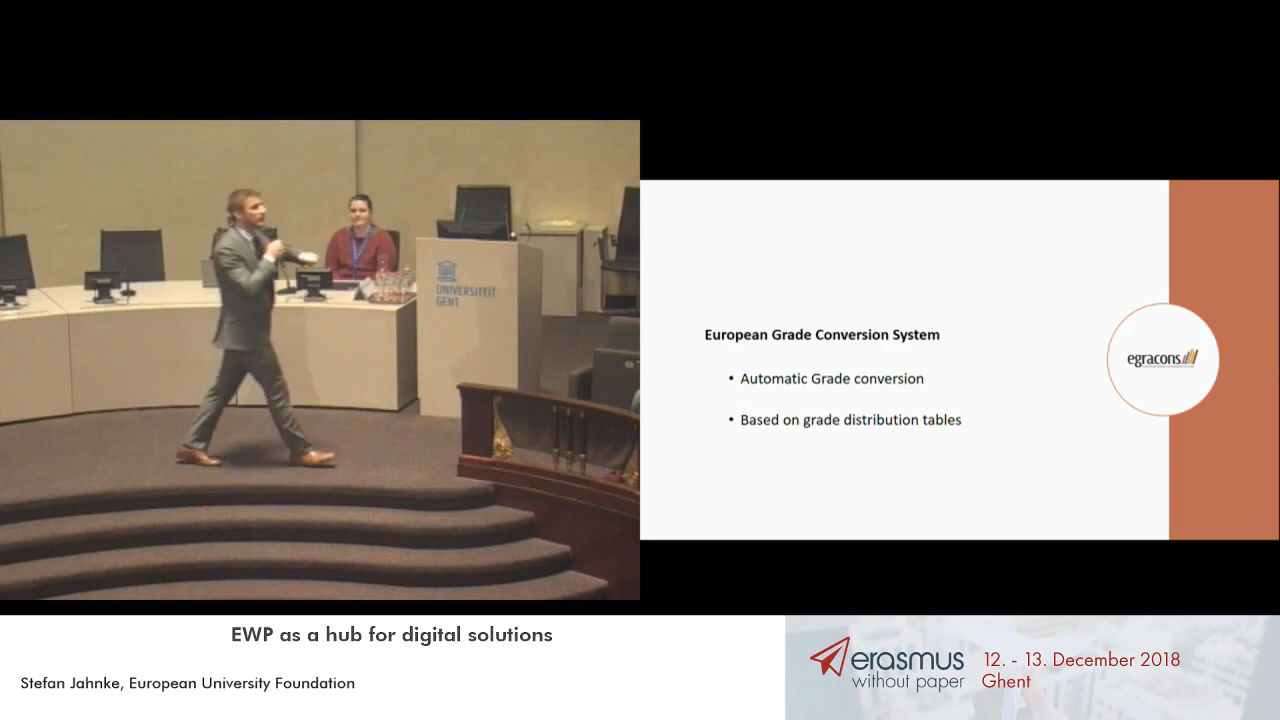 UNIVERSITEIT
GENT
European Grade Conversion System
• Automatic Grade conversion
• Based on grade distribution tables
egracons
EWP as a hub for digital solutions
Stefan Jahnke, European University Foundation
erasmus
without paper
12. - 13. December 2018
Ghent